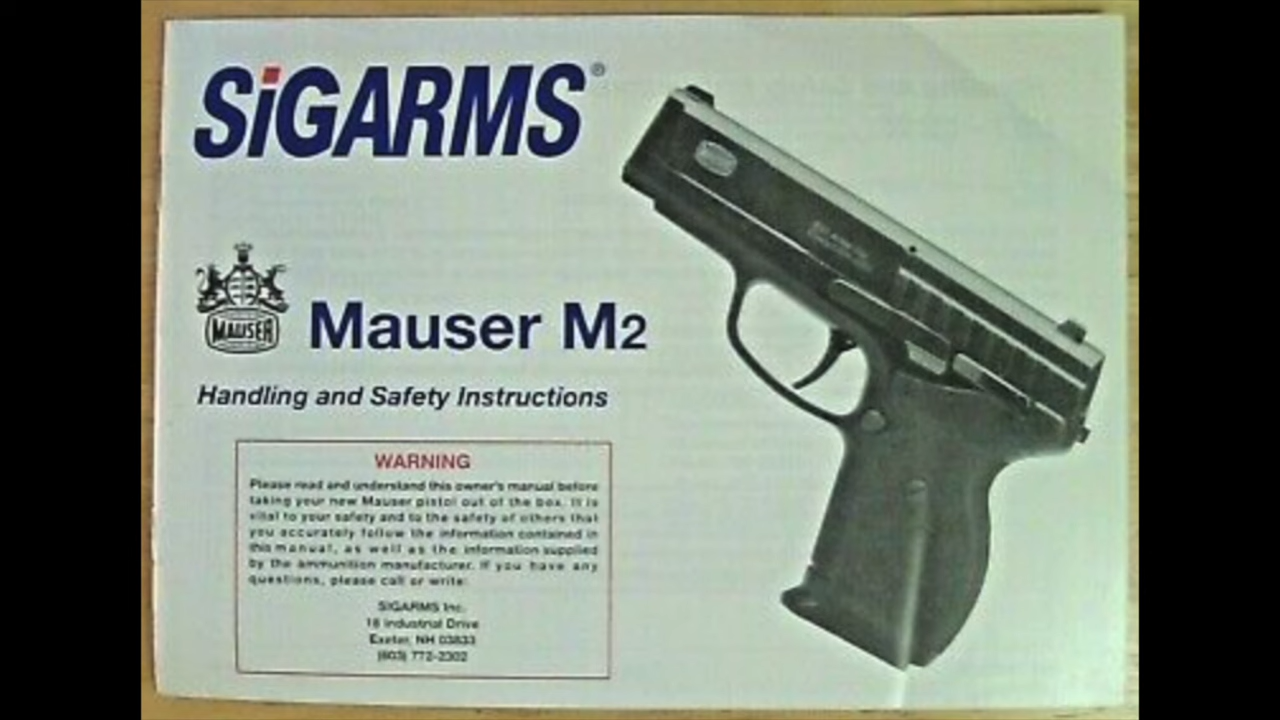 SIGARMS®
MAUSER
Mauser M2
Handling and Safety Instructions
WARNING
Please read and understand this owner's manual before
taking your new Mauser pistol out of the box. It is
vital to your safety and to the safety of others that
you accurately follow the information contained in
this manual, as well as the information supplied
by the ammunition manufacturer. If you have any
questions, please call or write:
SIGARMS Inc.
18 Industrial Drive
Exeter, NH 03833
(603) 772-2302